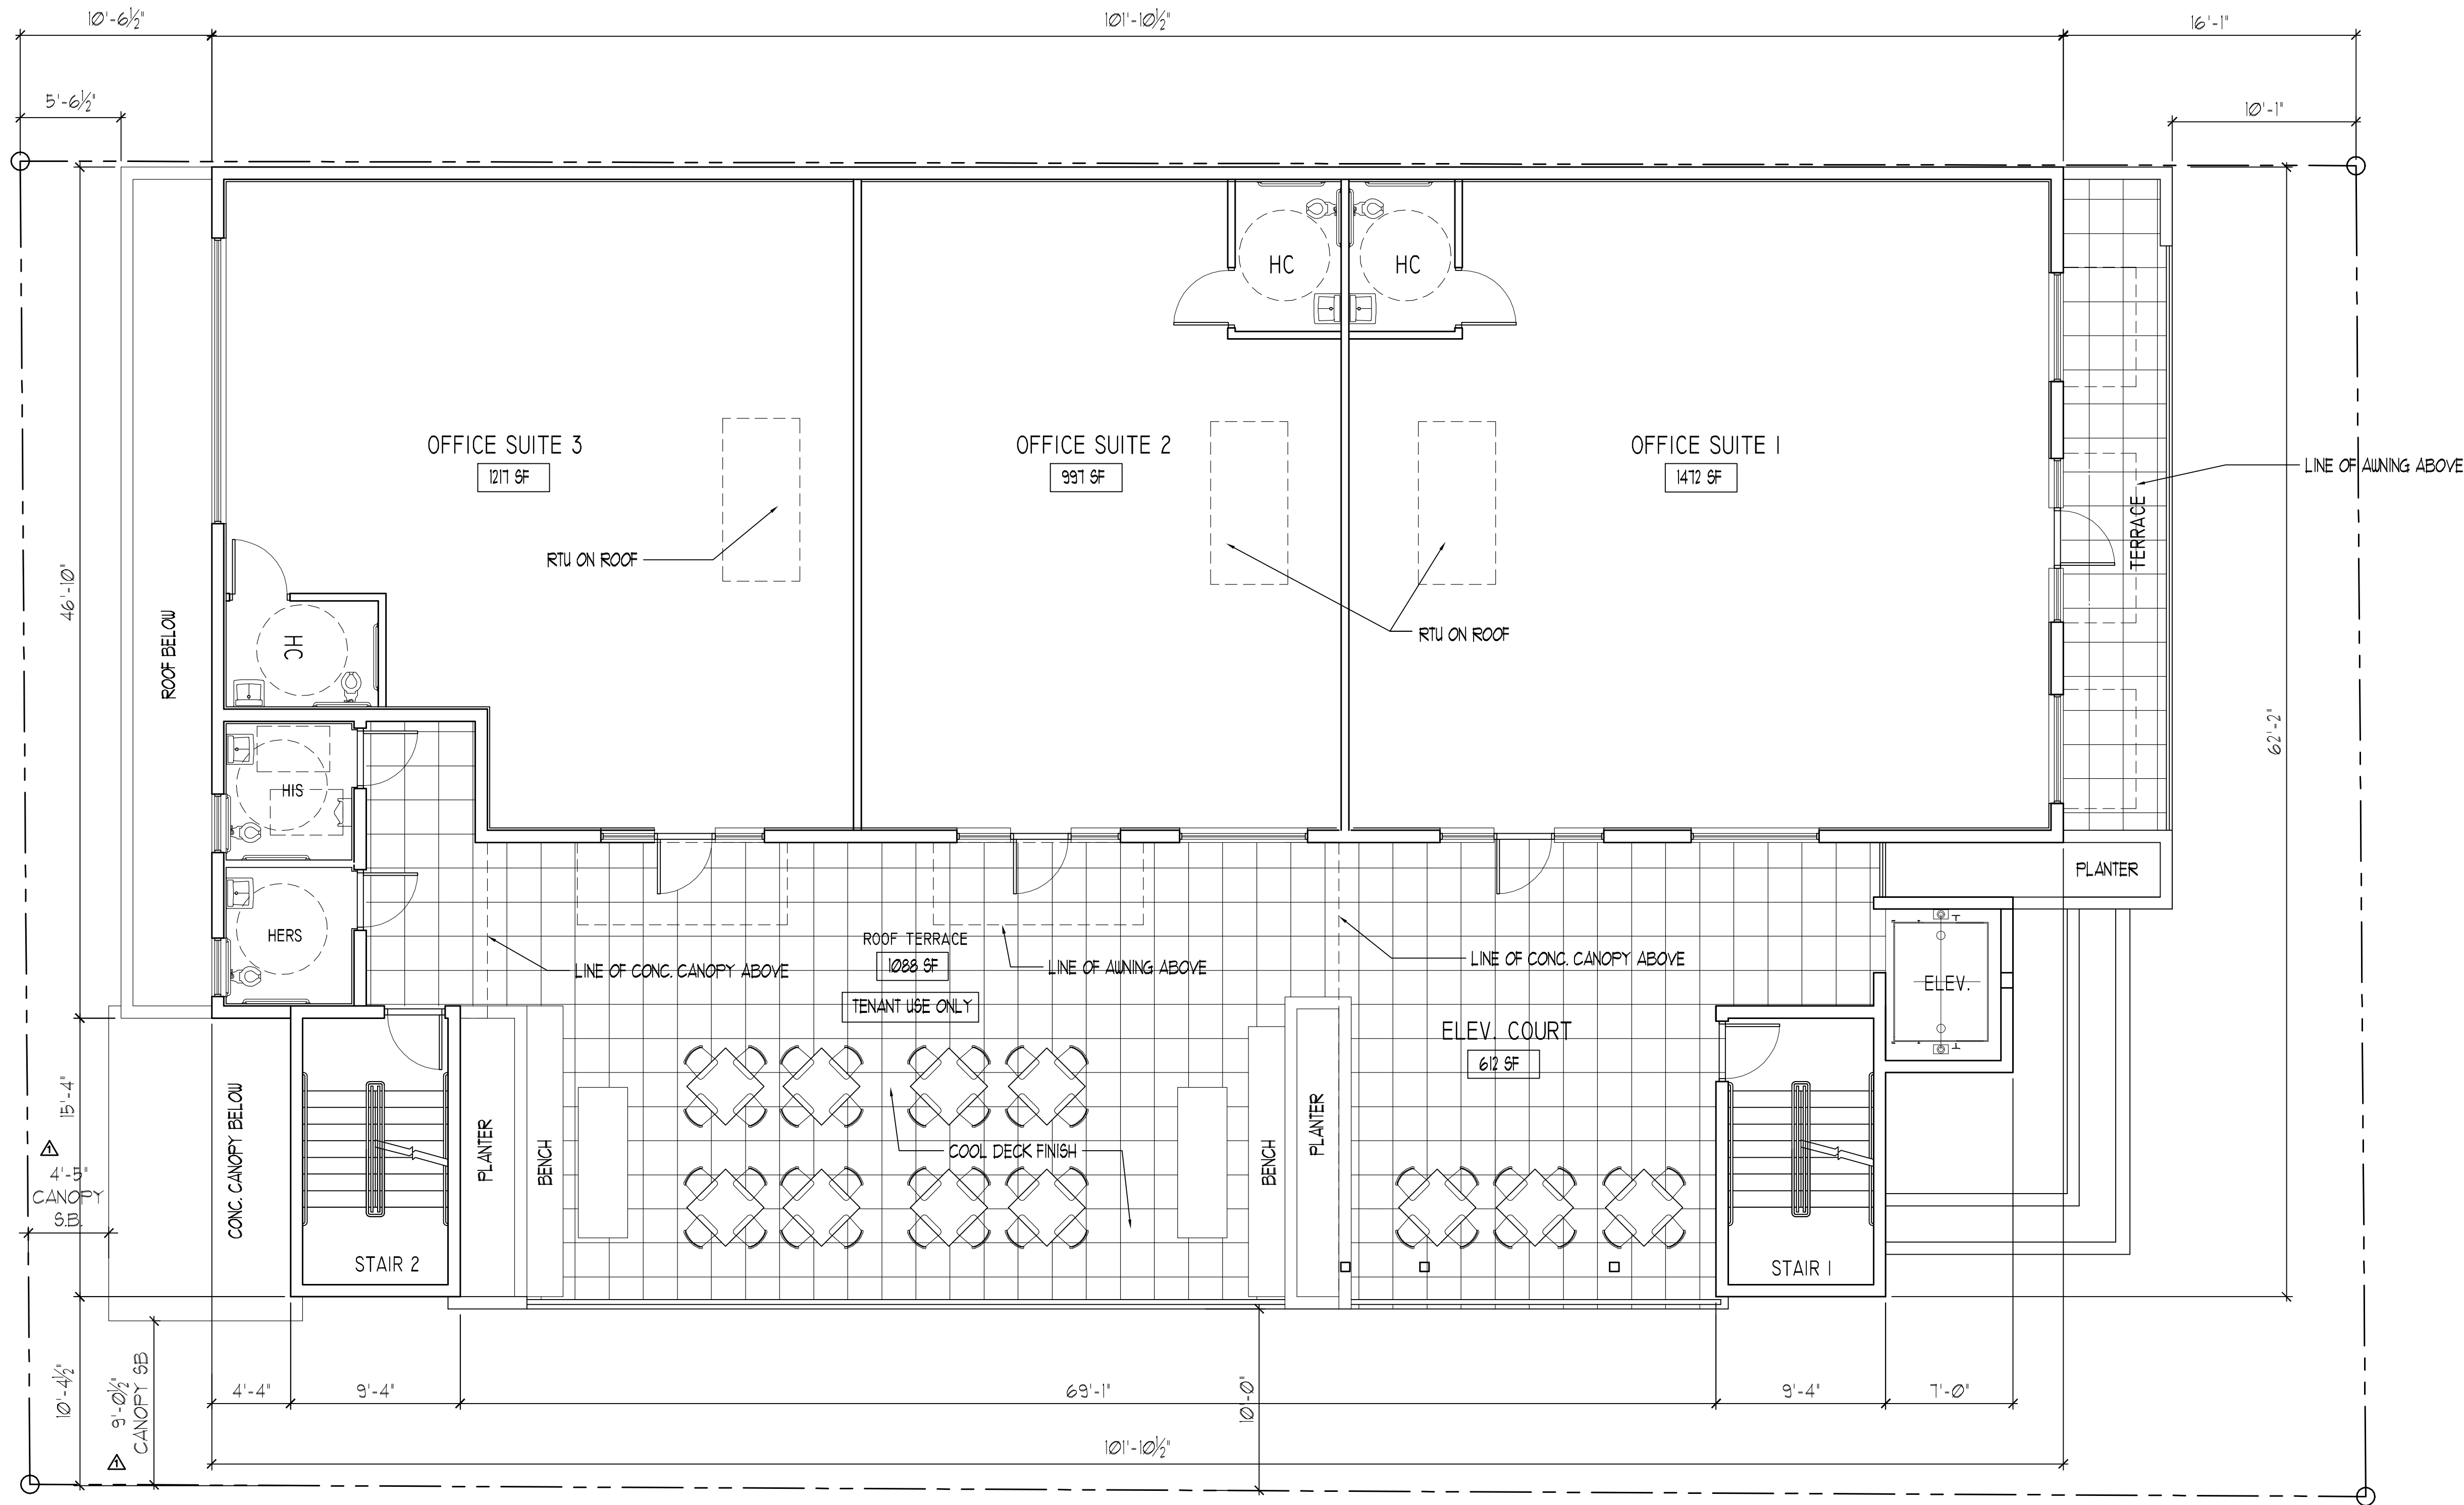 10'-6½"
101'-10½"
16'-1"
5'-6½"
10'-1"
HC
HC
OFFICE SUITE 3
1217 SF
OFFICE SUITE 2
997 SF
OFFICE SUITE 1
1472 SF
LINE OF AWNING ABOVE
TERRACE
RTU ON ROOF
RTU ON ROOF
46'-10"
ROOF BELOW
HC
62'-2"
HIS
HERS
PLANTER
ROOF TERRACE
1088 SF
TENANT USE ONLY
LINE OF CONC. CANOPY ABOVE
LINE OF AWNING ABOVE
LINE OF CONC. CANOPY ABOVE
ELEV.
ELEV. COURT
612 SF
15'-4"
1
4'-5"
CANOPY
S.B.
CONC. CANOPY BELOW
PLANTER
BENCH
COOL DECK FINISH
BENCH
PLANTER
STAIR 2
STAIR 1
10'-4½"
1
9'-0½"
CANOPY SB
4'-4"
9'-4"
69'-1"
10'-0"
9'-4"
7'-0"
101'-10½"